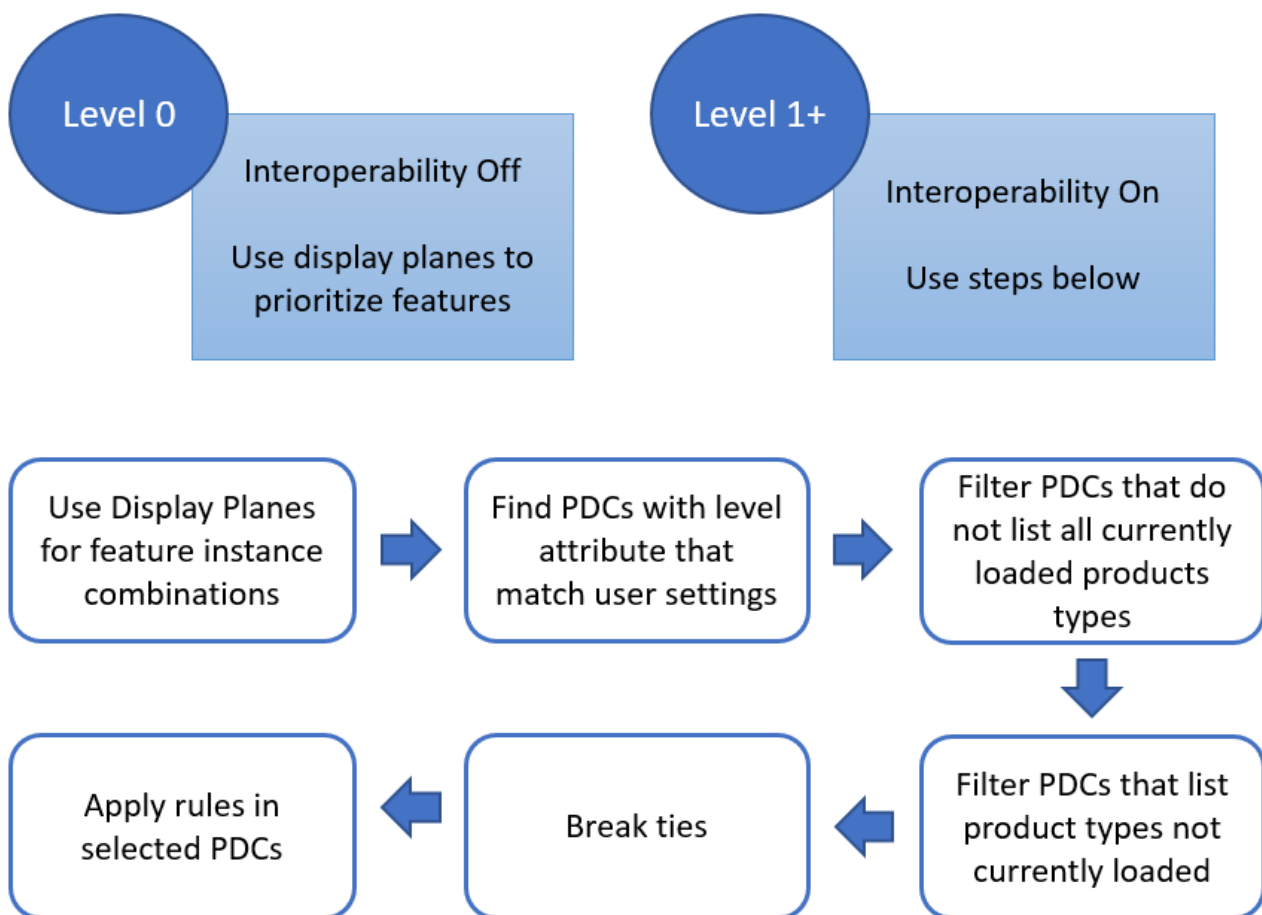 Level 0
Interoperability Off
Use display planes to
prioritize features
Level 1+
Interoperability On
Use steps below
Use Display Planes
for feature instance
combinations
Find PDCs with level
attribute that
match user settings
Filter PDCs that do
not list all currently
loaded products
types
Filter PDCs that list
product types not
currently loaded
Break ties
Apply rules in
selected PDCs